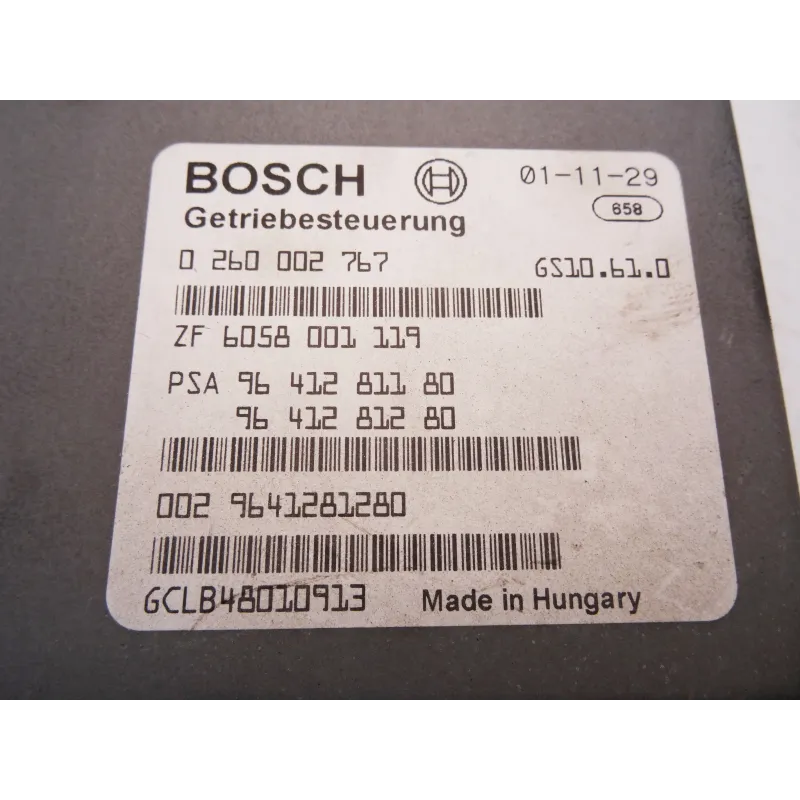 BOSCH 01-11-29
Getriebesteuerung 658
0 260 002 767 GS10.61.0
ZF 6058 001 119
PSA 96 412 811 80
96 412 812 80
002 9641281280
GCLB48010913 Made in Hungary